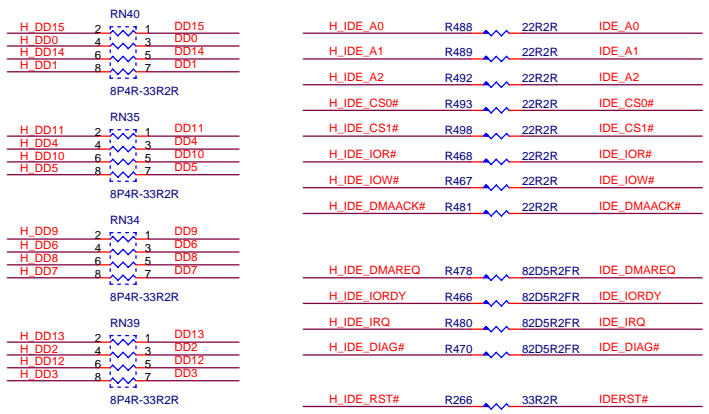 RN40
H_DD15 2 1 DD15
H_DD0 4 3 DD0
H_DD14 6 5 DD14
H_DD1 8 7 DD1
8P4R-33R2R
RN35
H_DD11 2 1 DD11
H_DD4 4 3 DD4
H_DD10 6 5 DD10
H_DD5 8 7 DD5
8P4R-33R2R
RN34
H_DD9 2 1 DD9
H_DD6 4 3 DD6
H_DD8 6 5 DD8
H_DD7 8 7 DD7
8P4R-33R2R
RN39
H_DD13 2 1 DD13
H_DD2 4 3 DD2
H_DD12 6 5 DD12
H_DD3 8 7 DD3
8P4R-33R2R
H_IDE_A0 R488 22R2R IDE_A0
H_IDE_A1 R489 22R2R IDE_A1
H_IDE_A2 R492 22R2R IDE_A2
H_IDE_CS0# R493 22R2R IDE_CS0#
H_IDE_CS1# R498 22R2R IDE_CS1#
H_IDE_IOR# R468 22R2R IDE_IOR#
H_IDE_IOW# R467 22R2R IDE_IOW#
H_IDE_DMAACK# R481 22R2R IDE_DMAACK#
H_IDE_DMAREQ R478 82D5R2FR IDE_DMAREQ
H_IDE_IORDY R466 82D5R2FR IDE_IORDY
H_IDE_IRQ R480 82D5R2FR IDE_IRQ
H_IDE_DIAG# R470 82D5R2FR IDE_DIAG#
H_IDE_RST# R266 33R2R IDERST#